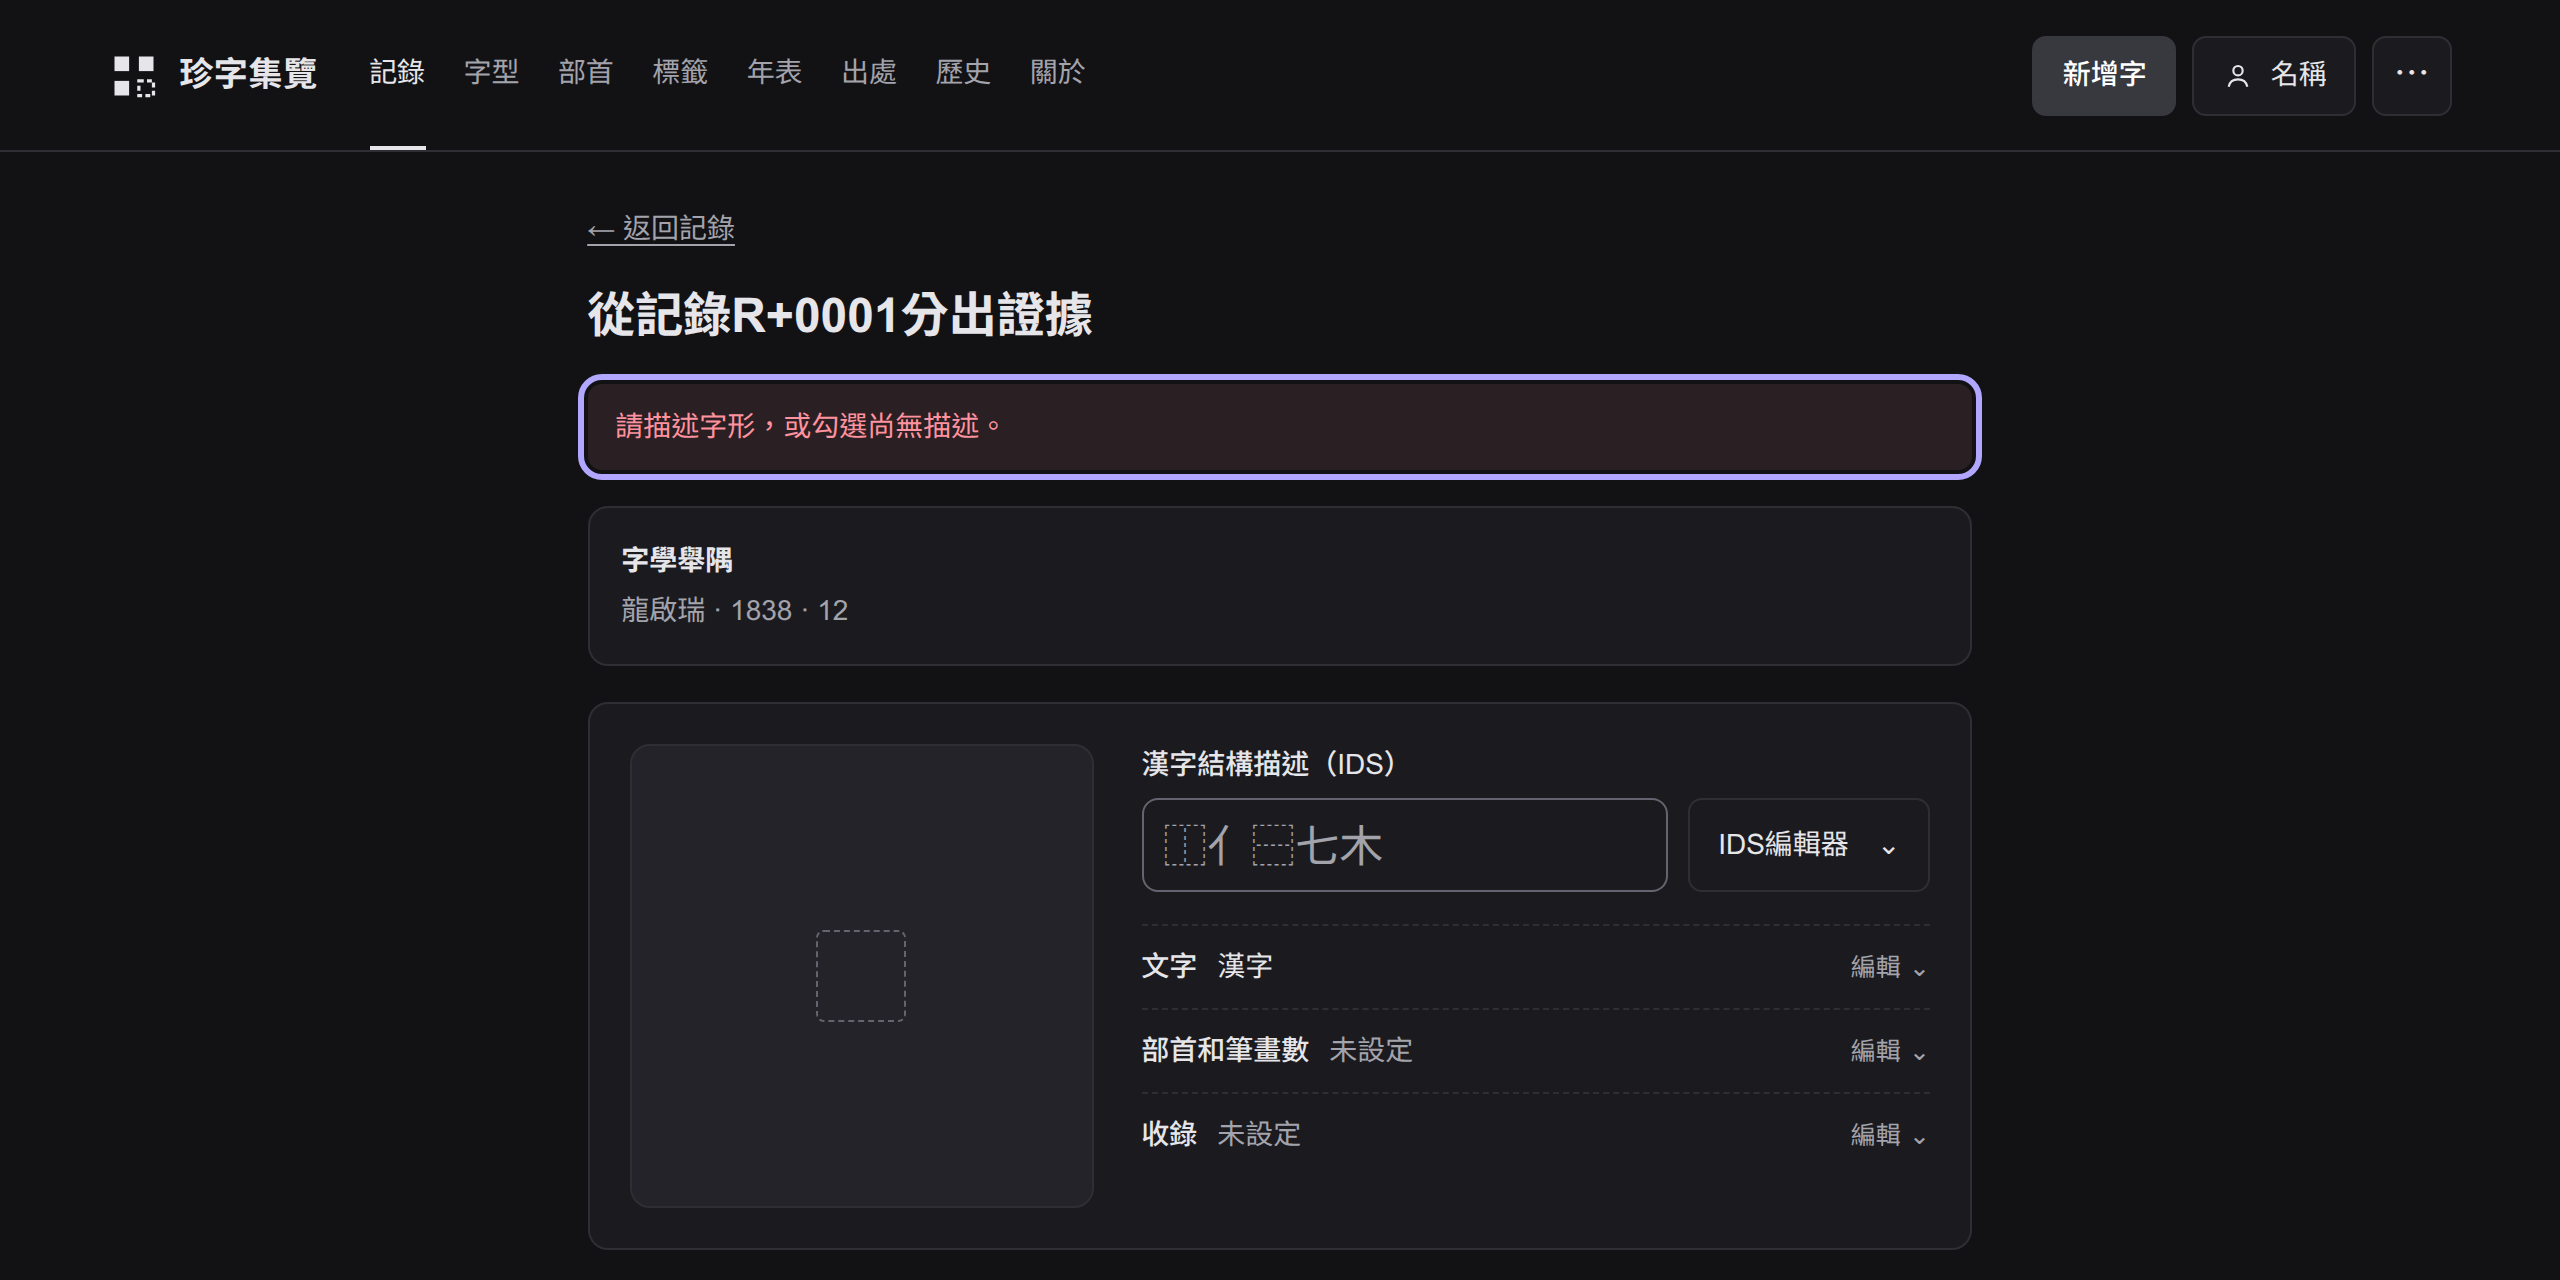 珍字集覽 記錄 字型 部首 標籤 年表 出處 歷史 關於 新增字 名稱 ···
← 返回記錄
從記錄R+0001分出證據
請描述字形，或勾選尚無描述。
字學舉隅
龍啟瑞 · 1838 · 12
漢字結構描述（IDS）
⿰亻⿱七木 IDS編輯器
文字 漢字 編輯
部首和筆畫數 未設定 編輯
收錄 未設定 編輯